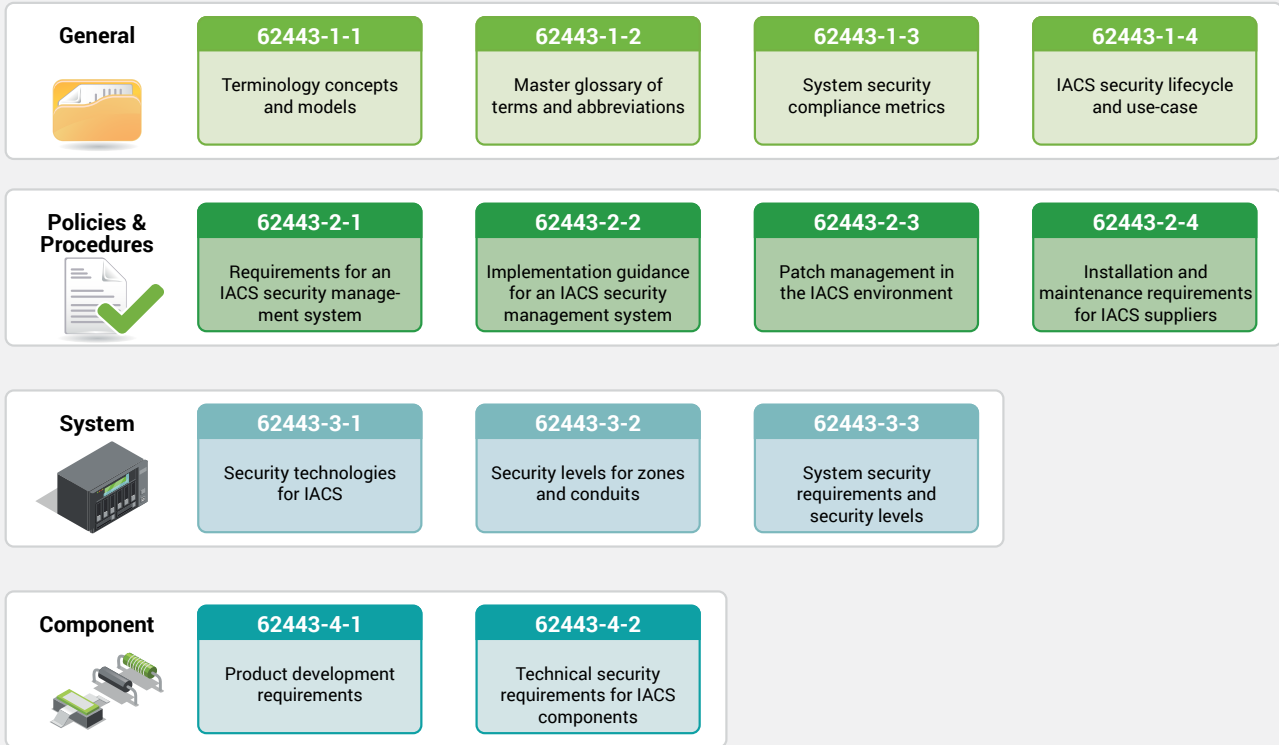 General
62443-1-1
Terminology concepts
and models
62443-1-2
Master glossary of
terms and abbreviations
62443-1-3
System security
compliance metrics
62443-1-4
IACS security lifecycle
and use-case
Policies &
Procedures
62443-2-1
Requirements for an
IACS security manage-
ment system
62443-2-2
Implementation guidance
for an IACS security
management system
62443-2-3
Patch management in
the IACS environment
62443-2-4
Installation and
maintenance requirements
for IACS suppliers
System
62443-3-1
Security technologies
for IACS
62443-3-2
Security levels for zones
and conduits
62443-3-3
System security
requirements and
security levels
Component
62443-4-1
Product development
requirements
62443-4-2
Technical security
requirements for IACS
components